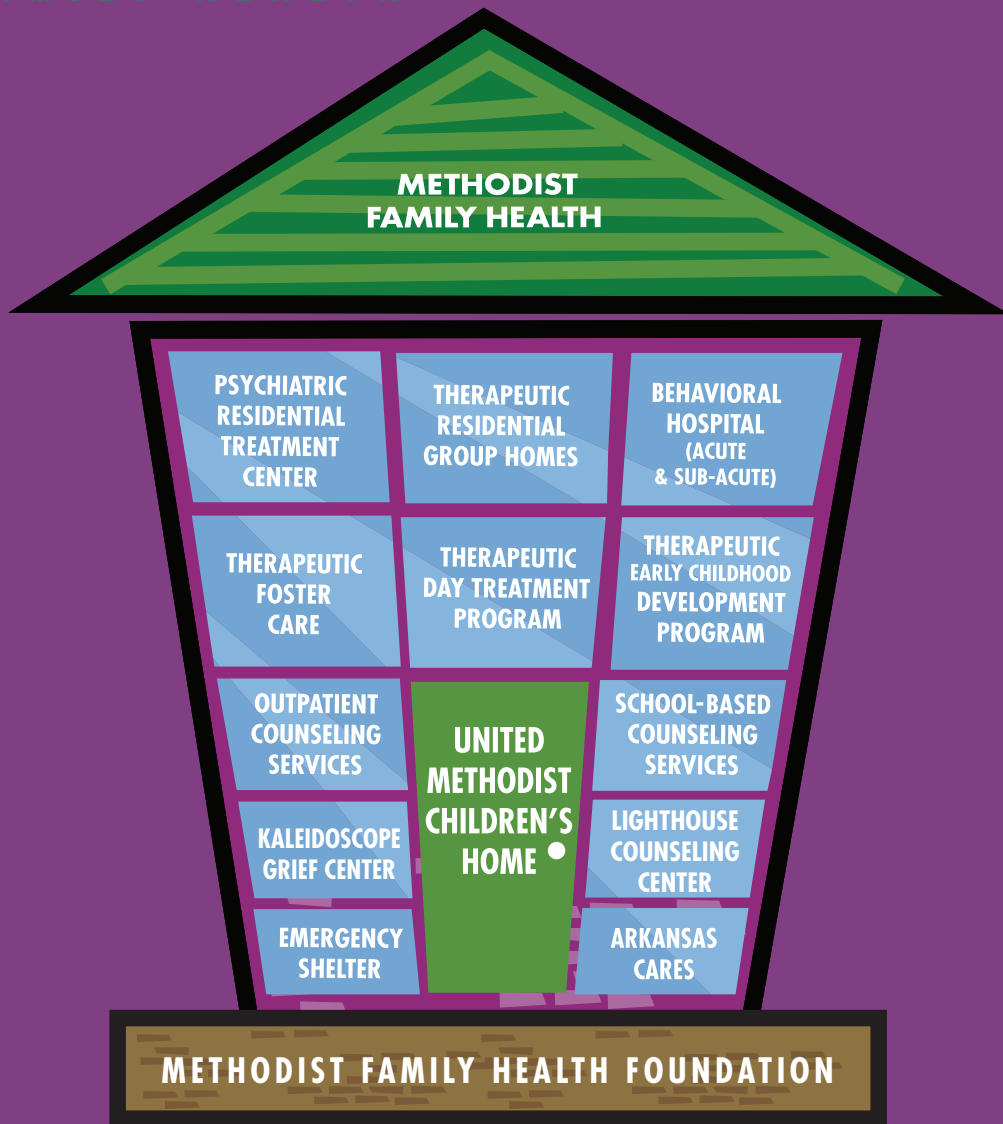 METHODIST
FAMILY HEALTH
PSYCHIATRIC
RESIDENTIAL
TREATMENT
CENTER
THERAPEUTIC
RESIDENTIAL
GROUP HOMES
BEHAVIORAL
HOSPITAL
(ACUTE
& SUB-ACUTE)
THERAPEUTIC
FOSTER
CARE
THERAPEUTIC
DAY TREATMENT
PROGRAM
THERAPEUTIC
EARLY CHILDHOOD
DEVELOPMENT
PROGRAM
OUTPATIENT
COUNSELING
SERVICES
UNITED
METHODIST
CHILDREN'S
HOME
SCHOOL-BASED
COUNSELING
SERVICES
KALEIDOSCOPE
GRIEF CENTER
LIGHTHOUSE
COUNSELING
CENTER
EMERGENCY
SHELTER
ARKANSAS
CARES
METHODIST FAMILY HEALTH FOUNDATION